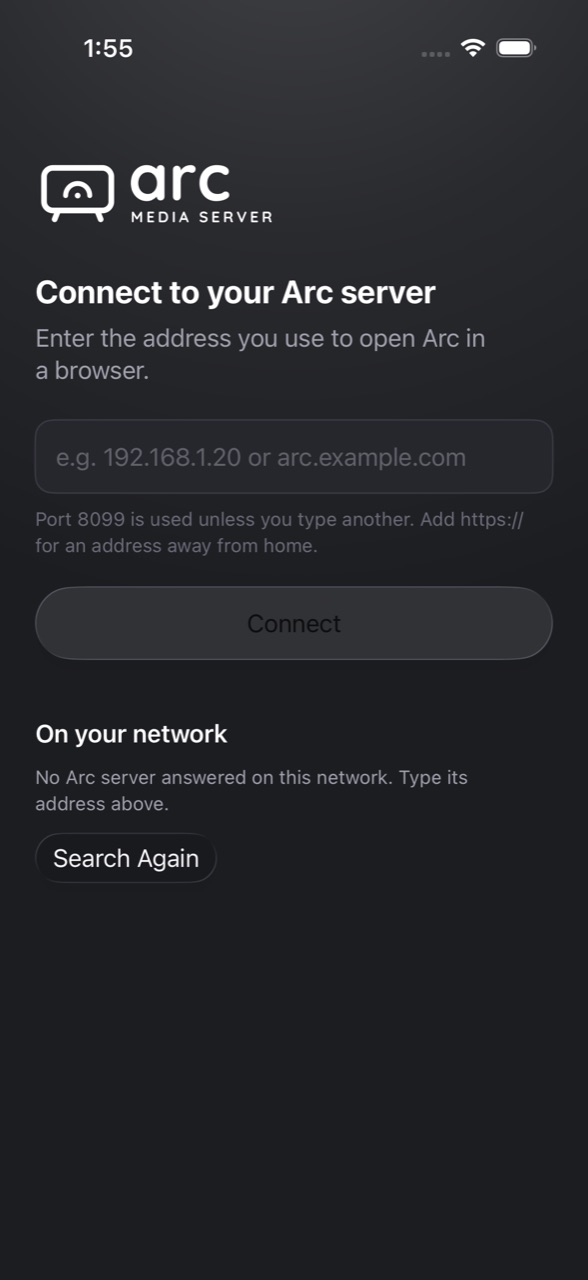 1:55
arc
MEDIA SERVER
Connect to your Arc server
Enter the address you use to open Arc in
a browser.
e.g. 192.168.1.20 or arc.example.com
Port 8099 is used unless you type another. Add https://
for an address away from home.
Connect
On your network
No Arc server answered on this network. Type its
address above.
Search Again